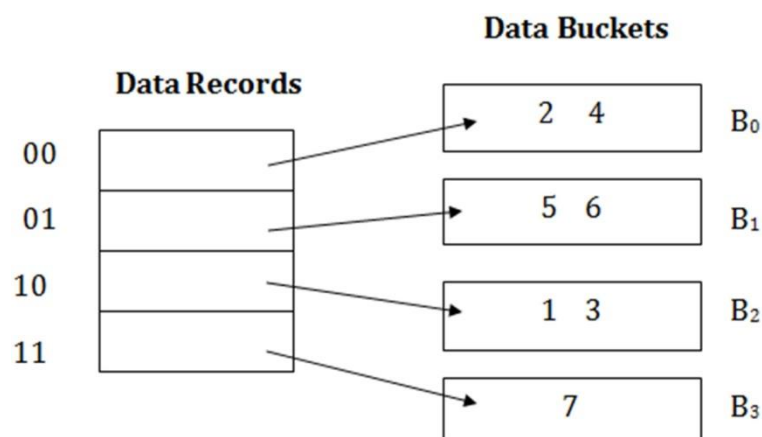 Data Buckets
Data Records
00
01
10
11
2 4
B₀
5 6
B₁
1 3
B₂
7
B₃